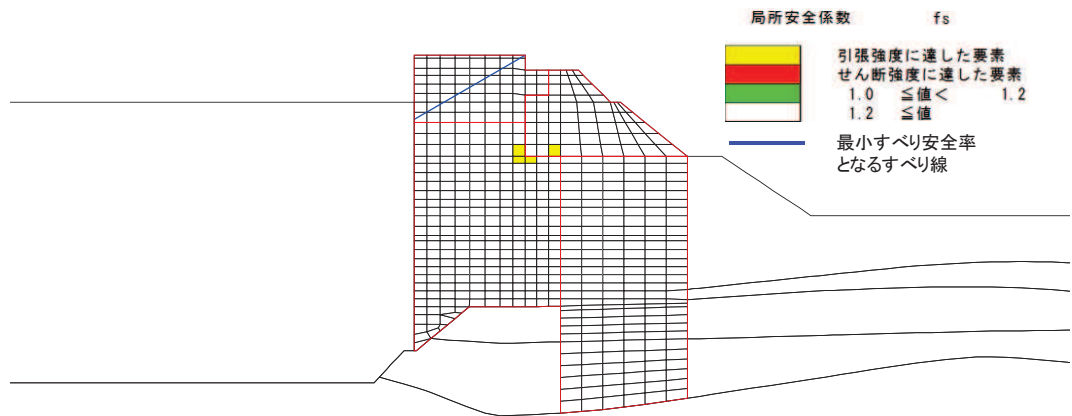 局所安全係数 fs
引張強度に達した要素
せん断強度に達した要素
1.0 ≦値< 1.2
1.2 ≦値
最小すべり安全率
となるすべり線